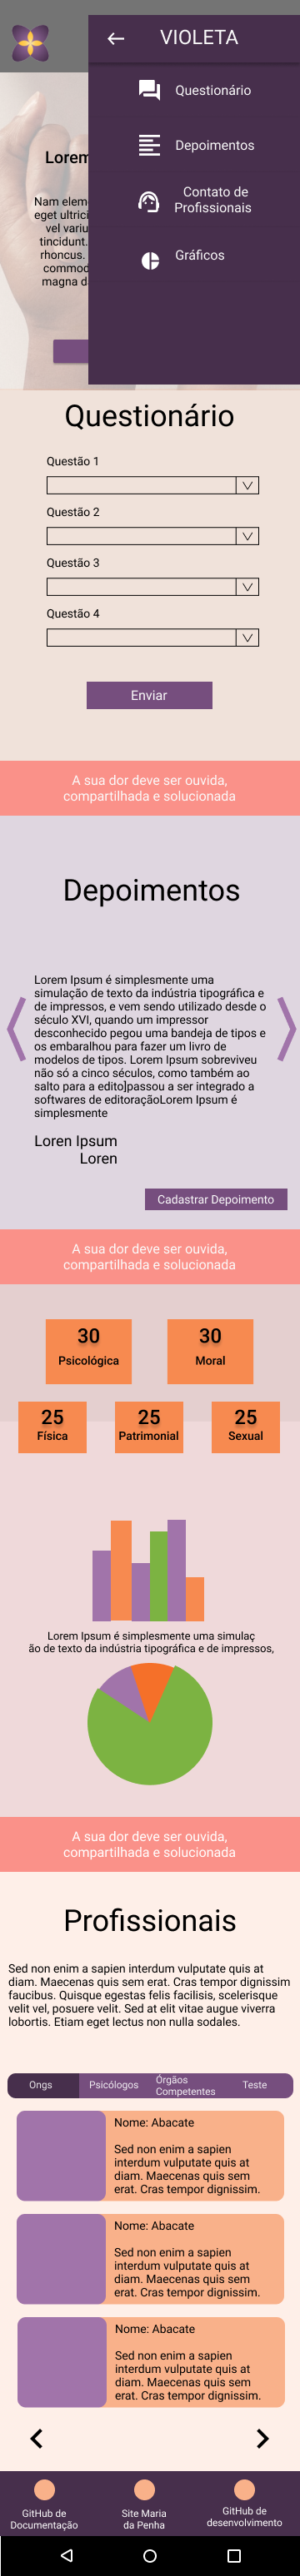 VIOLETA
Questionário
Depoimentos
Contato de
Profissionais
Gráficos
Lorem
Nam elem
eget ultrici
vel variu
tincidunt.
rhoncus.
commod
magna d
Questionário
Questão 1
Questão 2
Questão 3
Questão 4
Enviar
A sua dor deve ser ouvida,
compartilhada e solucionada
Depoimentos
Lorem Ipsum é simplesmente uma
simulação de texto da indústria tipográfica e
de impressos, e vem sendo utilizado desde o
século XVI, quando um impressor
desconhecido pegou uma bandeja de tipos e
os embaralhou para fazer um livro de
modelos de tipos. Lorem Ipsum sobreviveu
não só a cinco séculos, como também ao
salto para a edito]passou a ser integrado a
softwares de editoraçãoLorem Ipsum é
simplesmente
Loren Ipsum
Loren
Cadastrar Depoimento
A sua dor deve ser ouvida,
compartilhada e solucionada
30
Psicológica
30
Moral
25
Física
25
Patrimonial
25
Sexual
Lorem Ipsum é simplesmente uma simulaç
ão de texto da indústria tipográfica e de impressos,
A sua dor deve ser ouvida,
compartilhada e solucionada
Profissionais
Sed non enim a sapien interdum vulputate quis at
diam. Maecenas quis sem erat. Cras tempor dignissim
faucibus. Quisque egestas felis facilisis, scelerisque
velit vel, posuere velit. Sed at elit vitae augue viverra
lobortis. Etiam eget lectus non nulla sodales.
Ongs
Psicólogos
Órgãos
Competentes
Teste
Nome: Abacate
Sed non enim a sapien
interdum vulputate quis at
diam. Maecenas quis sem
erat. Cras tempor dignissim.
Nome: Abacate
Sed non enim a sapien
interdum vulputate quis at
diam. Maecenas quis sem
erat. Cras tempor dignissim.
Nome: Abacate
Sed non enim a sapien
interdum vulputate quis at
diam. Maecenas quis sem
erat. Cras tempor dignissim.
GitHub de
Documentação
Site Maria
da Penha
GitHub de
desenvolvimento